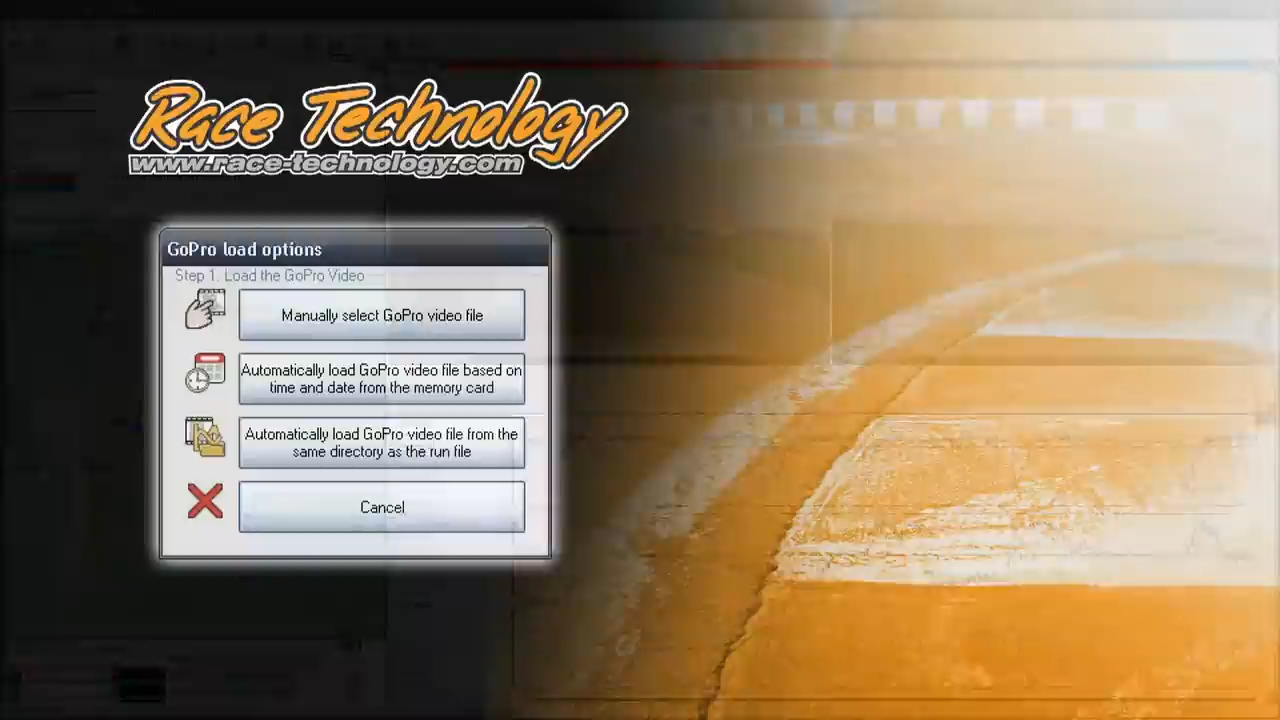 Race Technology
www.race-technology.com
GoPro load options
Step 1. Load the GoPro Video
Manually select GoPro video file
Automatically load GoPro video file based on
time and date from the memory card
Automatically load GoPro video file from the
same directory as the run file
Cancel